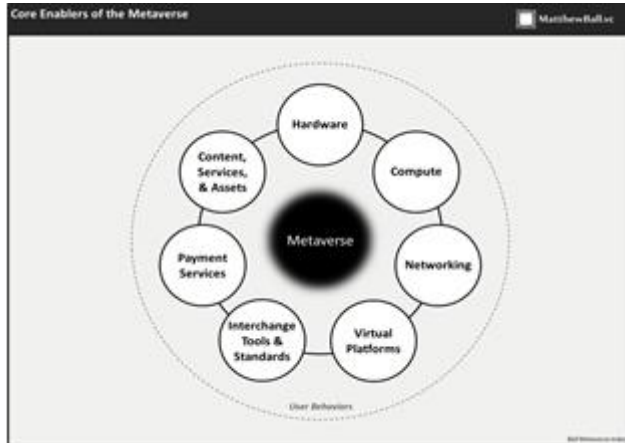 Core Enablers of the Metaverse
MatthewBall.vc
Hardware
Compute
Networking
Virtual
Platforms
Interchange
Tools &
Standards
Payment
Services
Content,
Services,
& Assets
Metaverse
User Behaviors